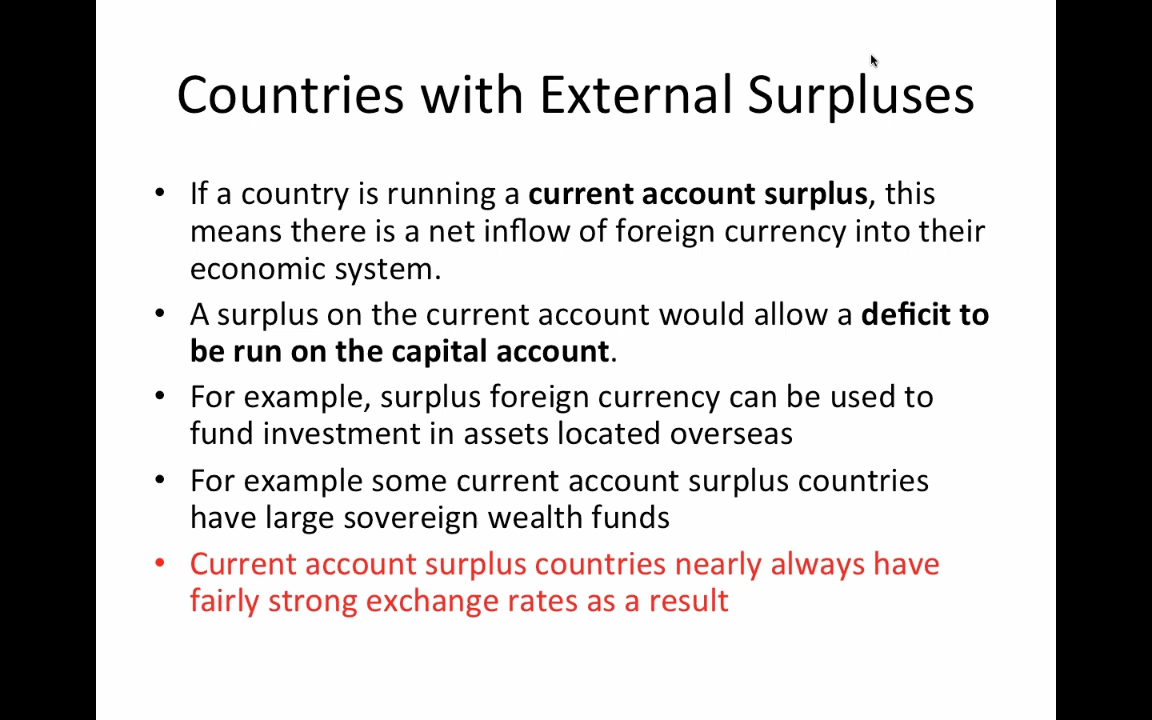 Countries with External Surpluses
• If a country is running a current account surplus, this
means there is a net inflow of foreign currency into their
economic system.
• A surplus on the current account would allow a deficit to
be run on the capital account.
• For example, surplus foreign currency can be used to
fund investment in assets located overseas
• For example some current account surplus countries
have large sovereign wealth funds
• Current account surplus countries nearly always have
fairly strong exchange rates as a result